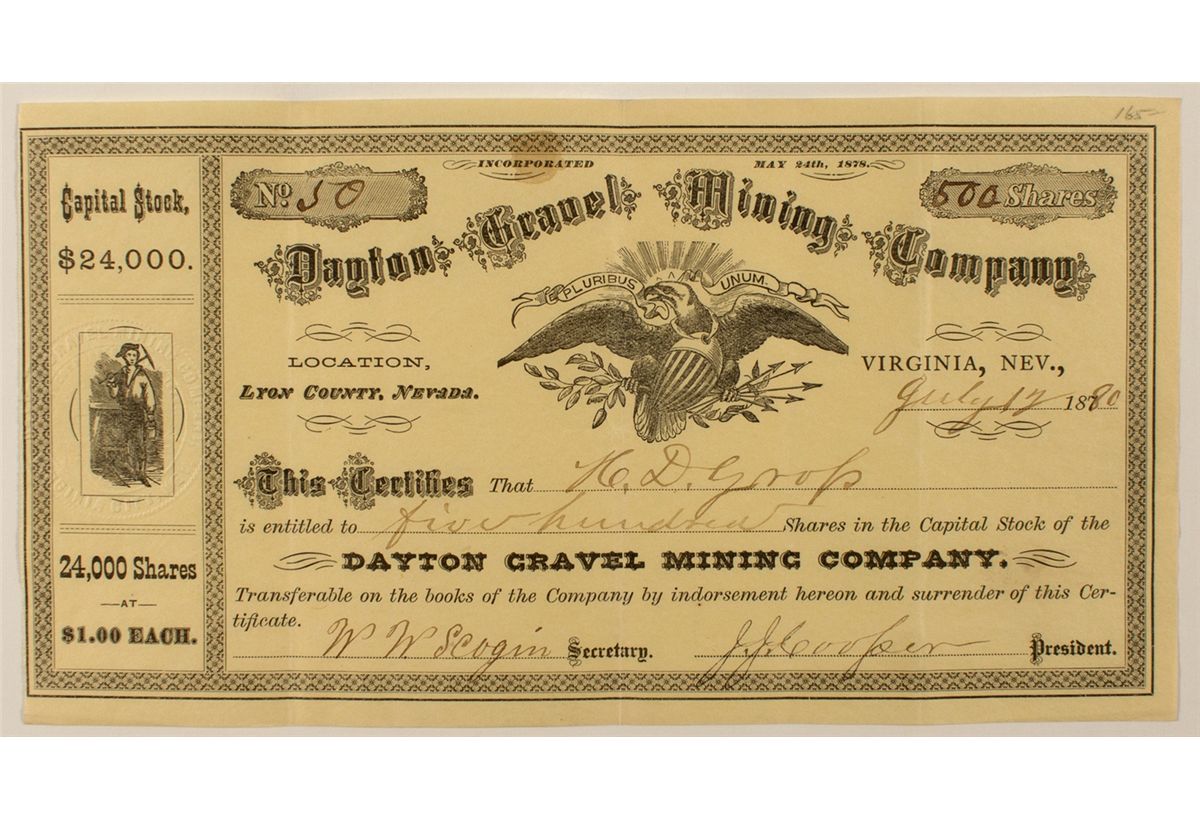 165-
INCORPORATED MAY 24th, 1878.
No. 50
500 Shares
Dayton Gravel Mining Company
Capital Stock,
$24,000.
E PLURIBUS UNUM.
LOCATION,
LYON COUNTY, NEVADA.
VIRGINIA, NEV.,
July 17 1880
This Certifies That H. D. Gross
is entitled to five hundred Shares in the Capital Stock of the
DAYTON GRAVEL MINING COMPANY.
24,000 Shares
—AT—
$1.00 EACH.
Transferable on the books of the Company by indorsement hereon and surrender of this Cer-
tificate.
W W Scogin Secretary. J. J. Cooper President.